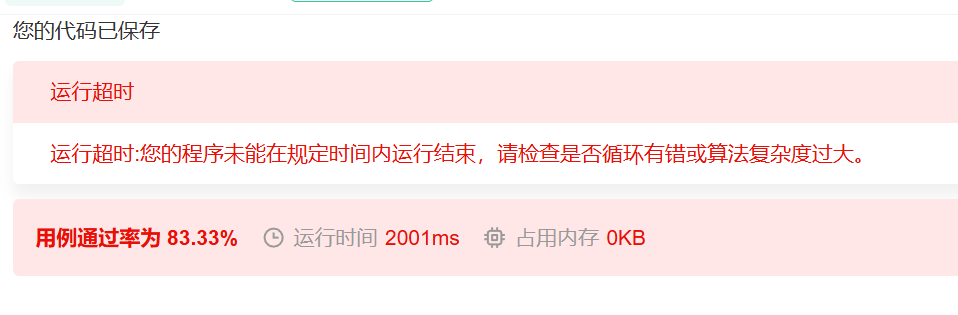 您的代码已保存
运行超时
运行超时:您的程序未能在规定时间内运行结束，请检查是否循环有错或算法复杂度过大。
用例通过率为 83.33% 运行时间 2001ms 占用内存 0KB